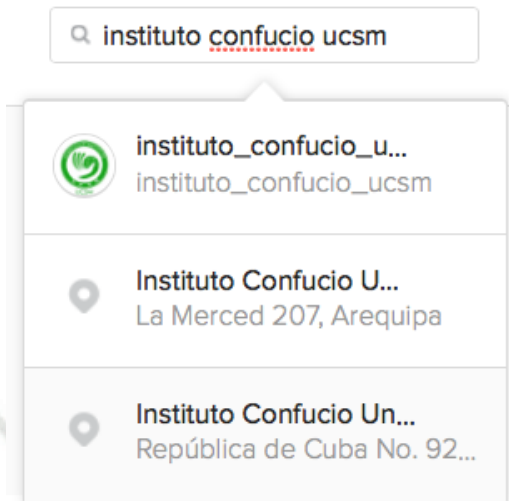 instituto confucio ucsm
instituto_confucio_u...
instituto_confucio_ucsm
Instituto Confucio U...
La Merced 207, Arequipa
Instituto Confucio Un...
República de Cuba No. 92...